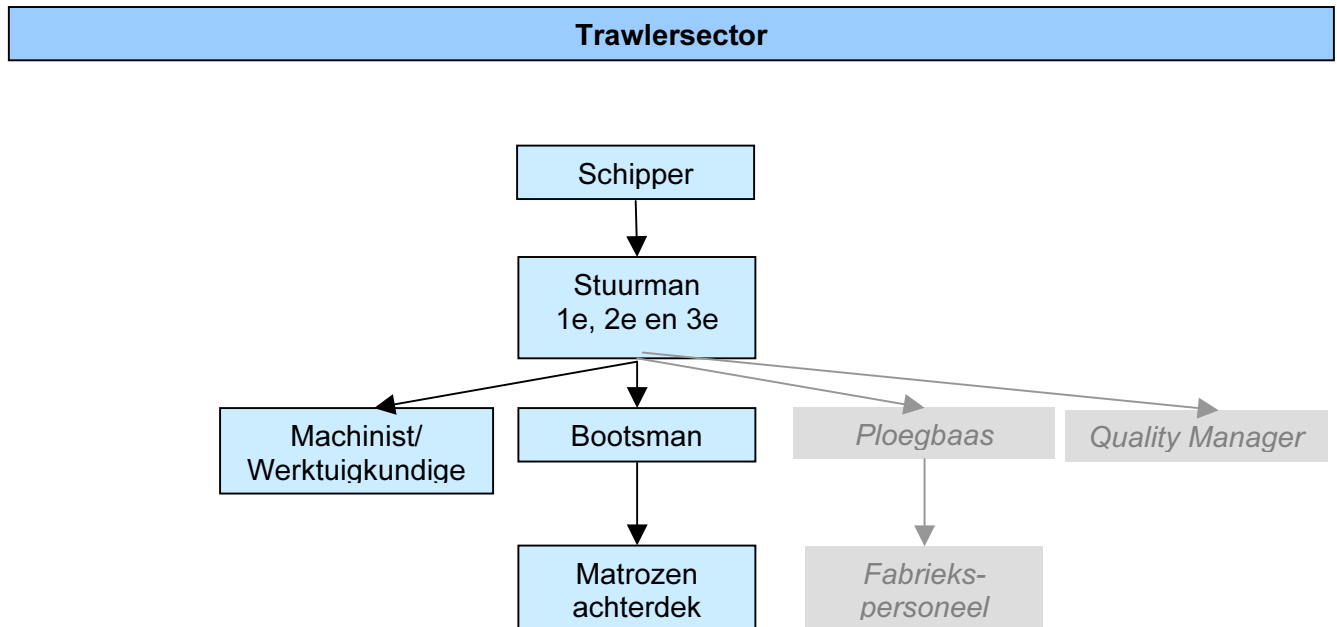 Trawlersector
Schipper
Stuurman
1e, 2e en 3e
Machinist/
Werktuigkundige
Bootsman
Ploegbaas
Quality Manager
Matrozen
achterdek
Fabrieks-
personeel